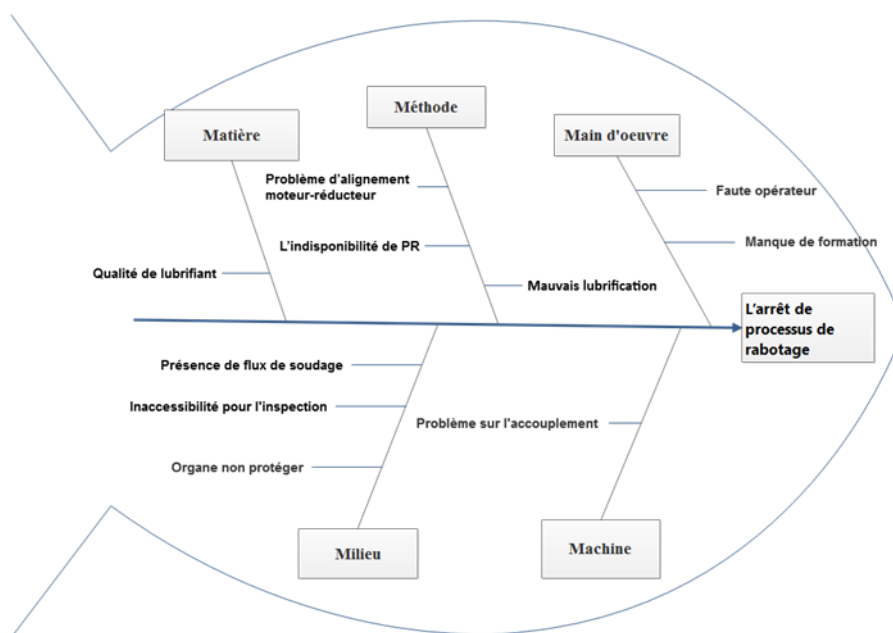 Matière
Méthode
Main d'oeuvre
Problème d'alignement
moteur-réducteur
Faute opérateur
L'indisponibilité de PR
Manque de formation
Qualité de lubrifiant
Mauvais lubrification
L'arrêt de
processus de
rabotage
Présence de flux de soudage
Inaccessibilité pour l'inspection
Problème sur l'accouplement
Organe non protéger
Milieu
Machine